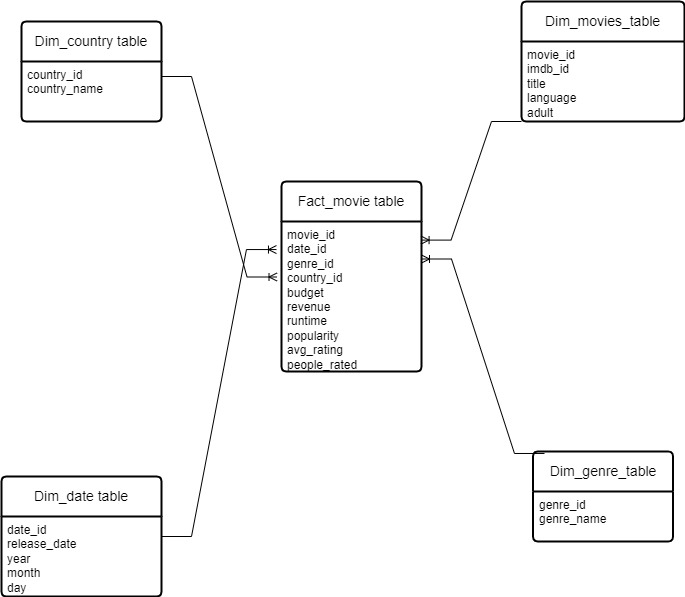 Dim_country table
country_id
country_name
Dim_movies_table
movie_id
imdb_id
title
language
adult
Fact_movie table
movie_id
date_id
genre_id
country_id
budget
revenue
runtime
popularity
avg_rating
people_rated
Dim_date table
date_id
release_date
year
month
day
Dim_genre_table
genre_id
genre_name